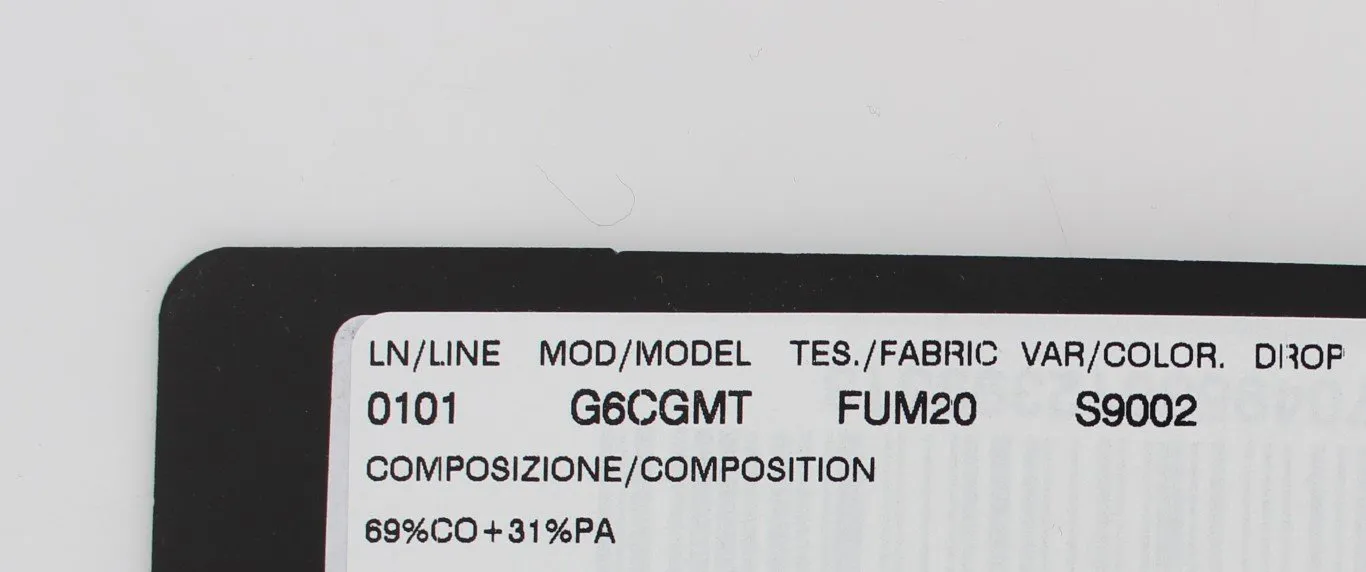 LN/LINE MOD/MODEL TES./FABRIC VAR/COLOR. DROP
0101 G6CGMT FUM20 S9002
COMPOSIZIONE/COMPOSITION
69%CO+31%PA